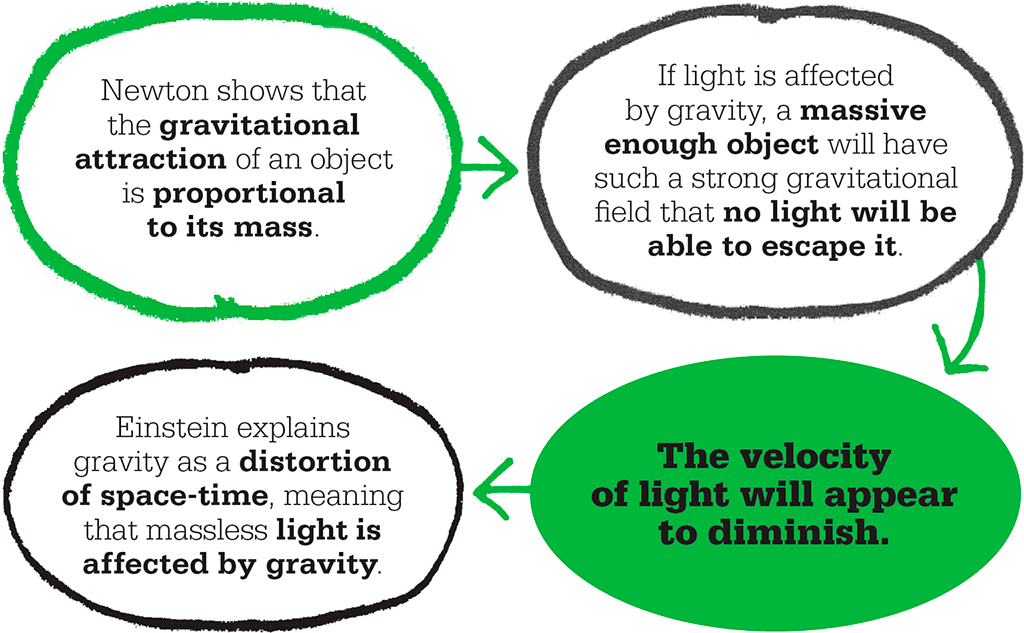 Newton shows that
the gravitational
attraction of an object
is proportional
to its mass.
If light is affected
by gravity, a massive
enough object will have
such a strong gravitational
field that no light will be
able to escape it.
The velocity
of light will appear
to diminish.
Einstein explains
gravity as a distortion
of space-time, meaning
that massless light is
affected by gravity.